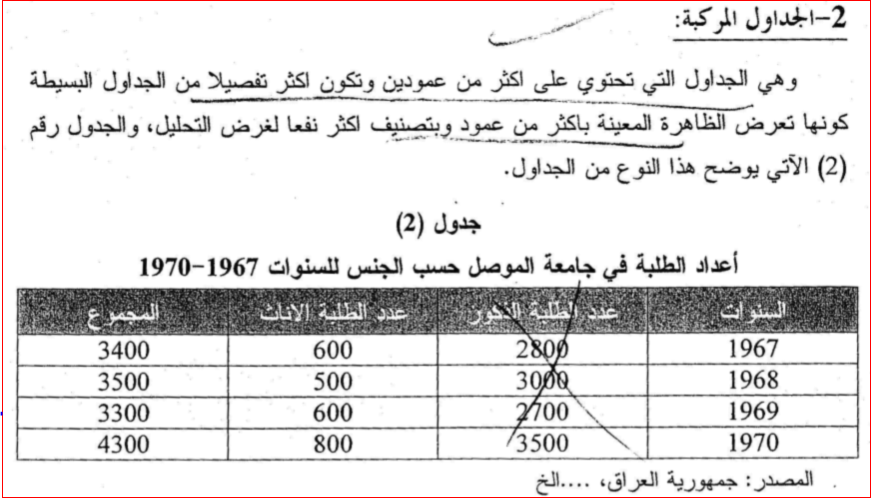 2-الجداول المركبة:
وهي الجداول التي تحتوي على اكثر من عمودين وتكون اكثر تفصيلا من الجداول البسيطة
كونها تعرض الظاهرة المعينة باكثر من عمود وبتصنيف اكثر نفعا لغرض التحليل، والجدول رقم
(2) الآتي يوضح هذا النوع من الجداول.
جدول (2)
أعداد الطلبة في جامعة الموصل حسب الجنس للسنوات 1967-1970
السنوات عدد الطلبة الذكور عدد الطلبة الاناث المجموع
1967 2800 600 3400
1968 3000 500 3500
1969 2700 600 3300
1970 3500 800 4300
المصدر: جمهورية العراق، ....الخ